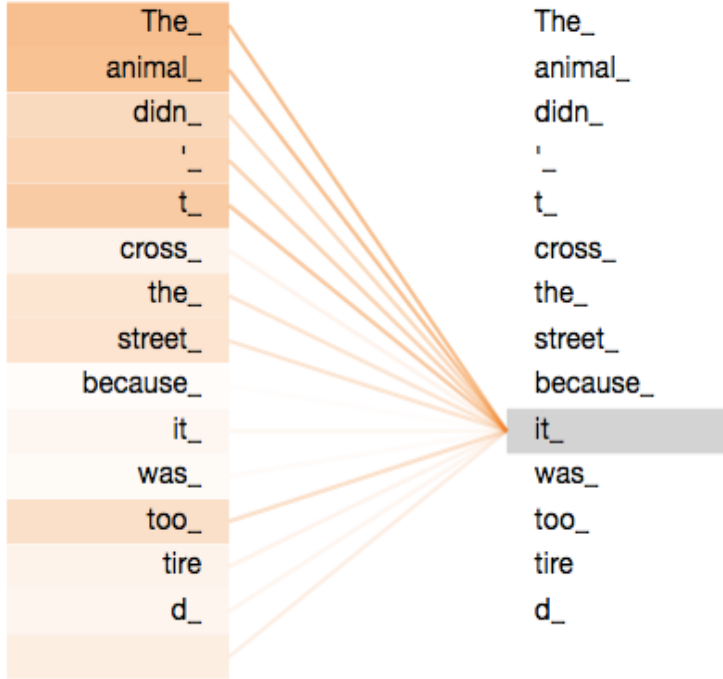 The_ The_
animal_ animal_
didn_ didn_
'_ '_
t_ t_
cross_ cross_
the_ the_
street_ street_
because_ because_
it_ it_
was_ was_
too_ too_
tire tire
d_ d_